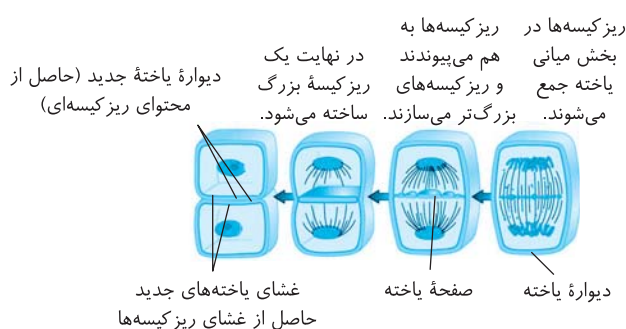 ریزکیسه‌ها در
بخش میانی
یاخته جمع
می‌شوند.
ریزکیسه‌ها به
هم می‌پیوندند
و ریزکیسه‌های
بزرگ‌تر می‌سازند.
در نهایت یک
ریزکیسهٔ بزرگ
ساخته می‌شود.
دیوارهٔ یاختهٔ جدید (حاصل از
محتوای ریزکیسه‌ای)
دیوارهٔ یاخته
صفحهٔ یاخته
غشای یاخته‌های جدید
حاصل از غشای ریزکیسه‌ها